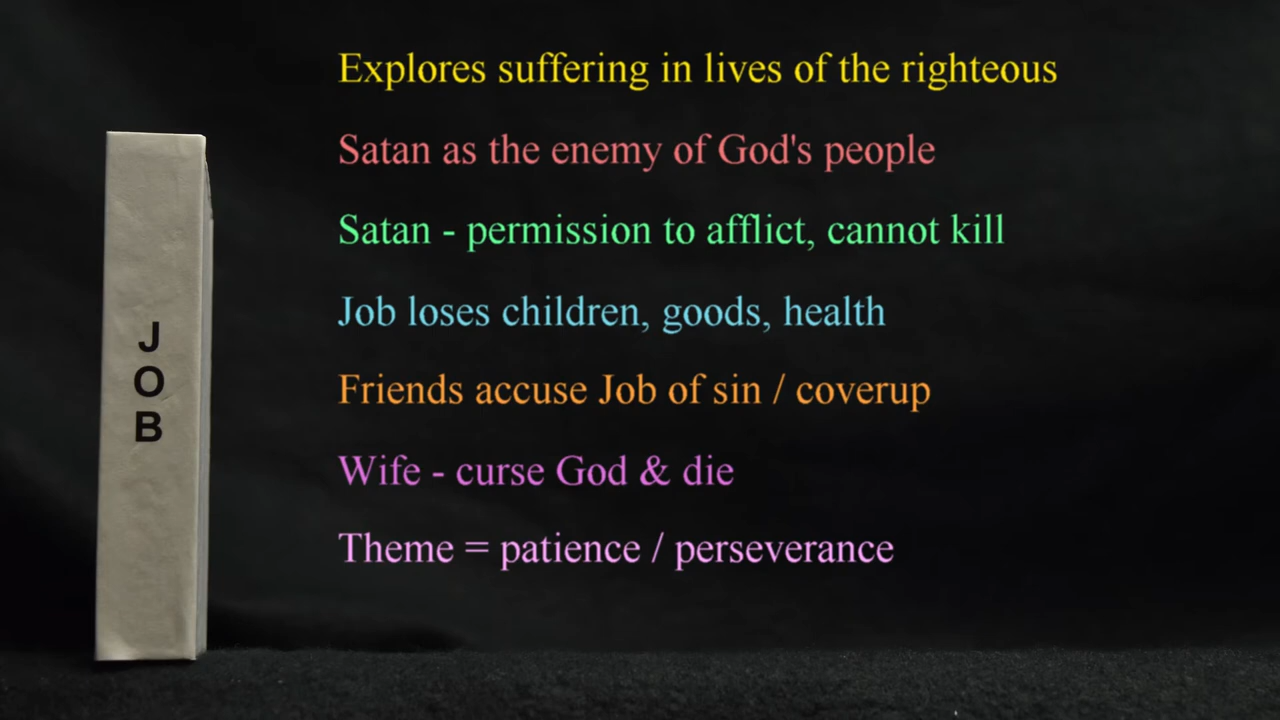 JOB
Explores suffering in lives of the righteous
Satan as the enemy of God's people
Satan - permission to afflict, cannot kill
Job loses children, goods, health
Friends accuse Job of sin / coverup
Wife - curse God & die
Theme = patience / perseverance